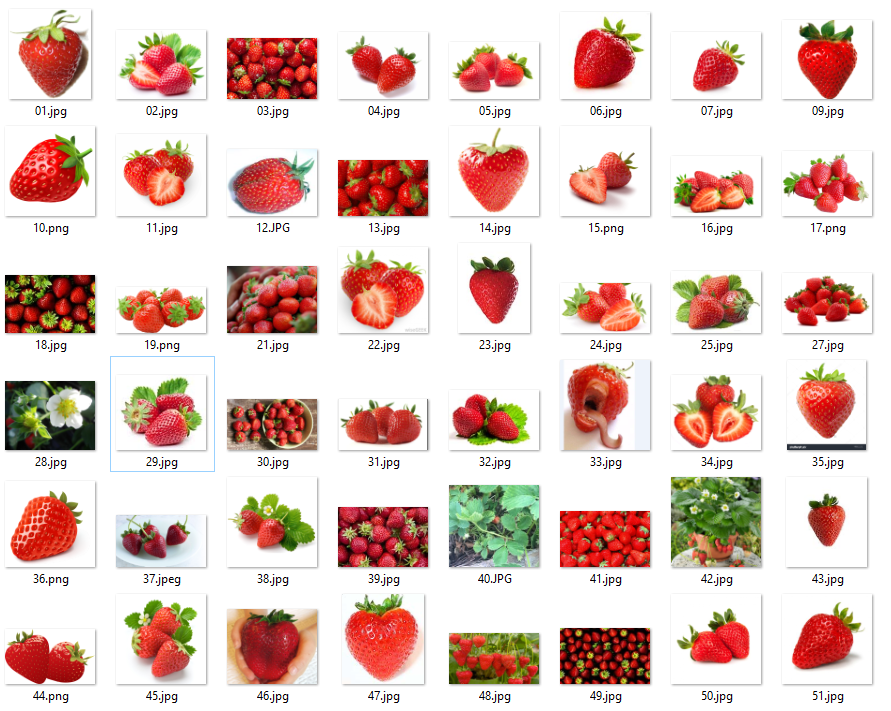 01.jpg 02.jpg 03.jpg 04.jpg 05.jpg 06.jpg 07.jpg 09.jpg
10.png 11.jpg 12.JPG 13.jpg 14.jpg 15.png 16.jpg 17.png
18.jpg 19.png 21.jpg 22.jpg 23.jpg 24.jpg 25.jpg 27.jpg
28.jpg 29.jpg 30.jpg 31.jpg 32.jpg 33.jpg 34.jpg 35.jpg
36.png 37.jpeg 38.jpg 39.jpg 40.JPG 41.jpg 42.jpg 43.jpg
44.png 45.jpg 46.jpg 47.jpg 48.jpg 49.jpg 50.jpg 51.jpg